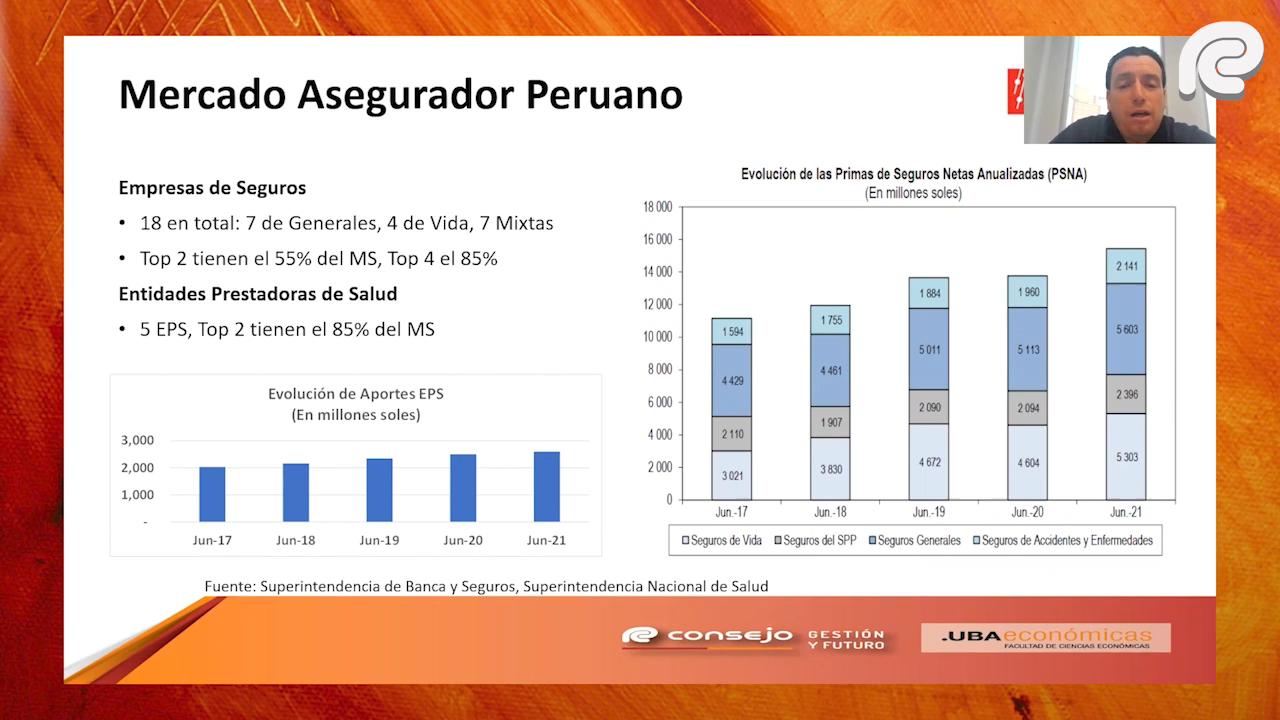 Mercado Asegurador Peruano
Empresas de Seguros
• 18 en total: 7 de Generales, 4 de Vida, 7 Mixtas
• Top 2 tienen el 55% del MS, Top 4 el 85%
Entidades Prestadoras de Salud
• 5 EPS, Top 2 tienen el 85% del MS
Evolución de Aportes EPS
(En millones soles)
3,000
2,000
1,000
-
Jun-17 Jun-18 Jun-19 Jun-20 Jun-21
Evolución de las Primas de Seguros Netas Anualizadas (PSNA)
(En millones soles)
18 000
16 000
14 000
12 000
10 000
8 000
6 000
4 000
2 000
0
1 594 1 755 1 884 1 960 2 141
4 429 4 461 5 011 5 113 5 603
2 110 1 907 2 090 2 094 2 396
3 021 3 830 4 672 4 604 5 303
Jun.-17 Jun.-18 Jun.-19 Jun.-20 Jun.-21
Seguros de Vida Seguros del SPP Seguros Generales Seguros de Accidentes y Enfermedades
Fuente: Superintendencia de Banca y Seguros, Superintendencia Nacional de Salud
consejo GESTIÓN
Y FUTURO
.UBAeconómicas
FACULTAD DE CIENCIAS ECONÓMICAS